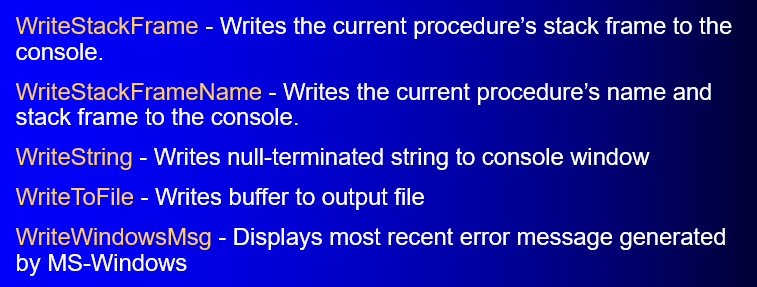 WriteStackFrame - Writes the current procedure’s stack frame to the
console.
WriteStackFrameName - Writes the current procedure’s name and
stack frame to the console.
WriteString - Writes null-terminated string to console window
WriteToFile - Writes buffer to output file
WriteWindowsMsg - Displays most recent error message generated
by MS-Windows